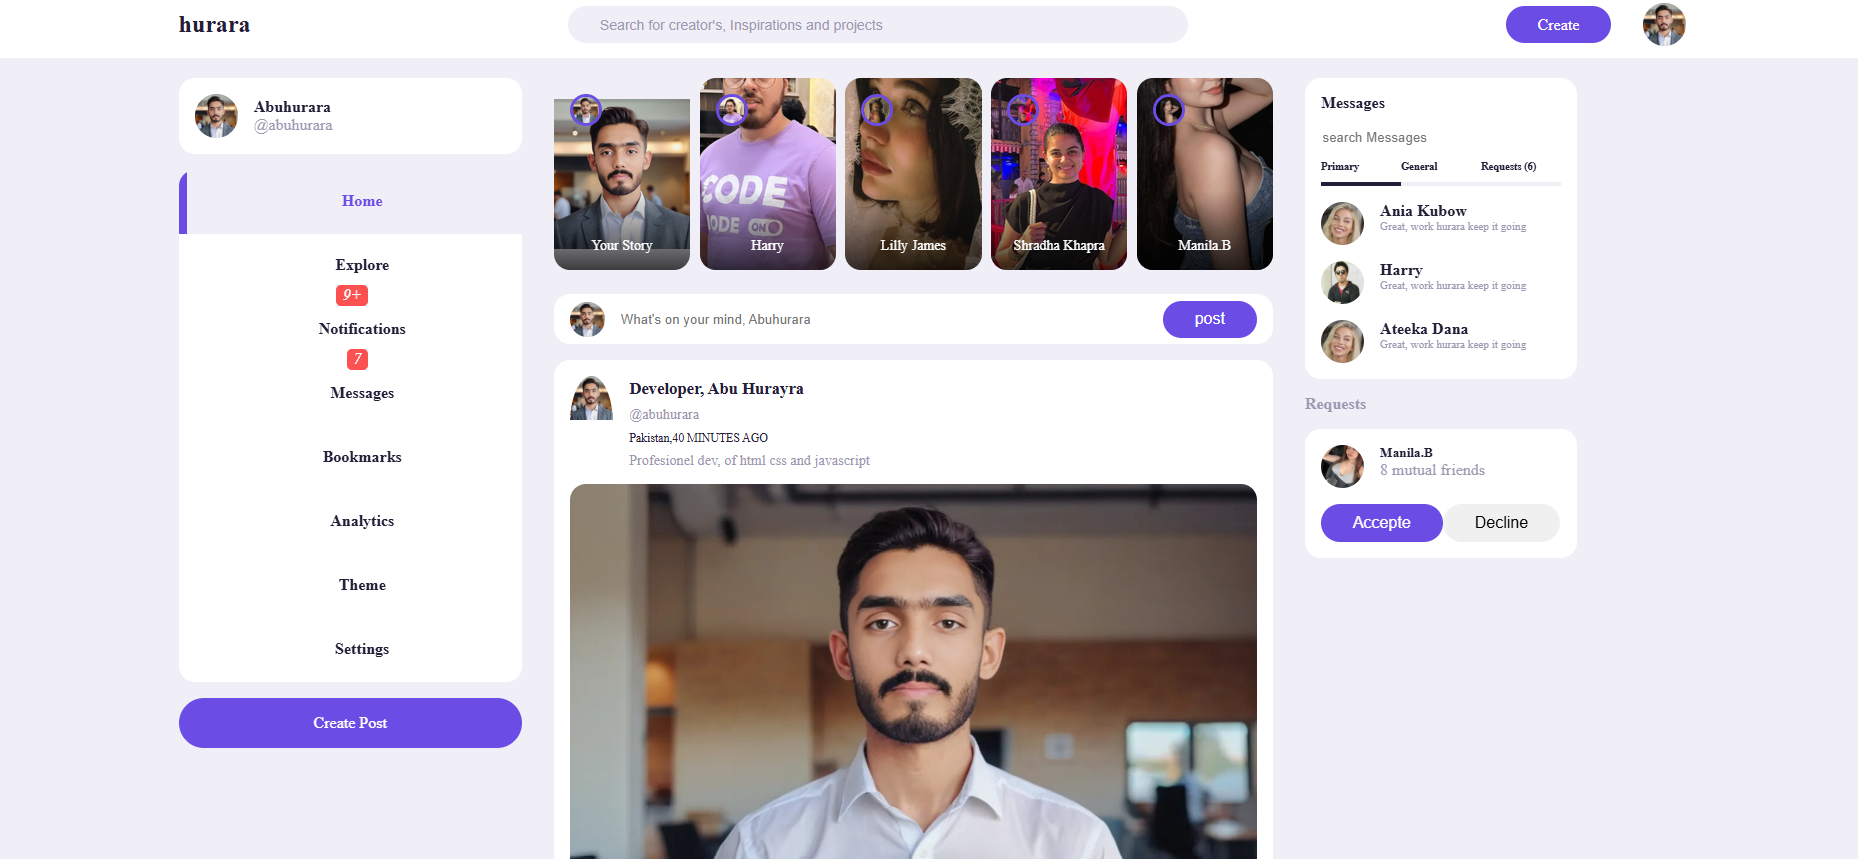 hurara
Search for creator's, Inspirations and projects
Create
Abuhurara
@abuhurara
Home
Explore
9+
Notifications
7
Messages
Bookmarks
Analytics
Theme
Settings
Create Post
CODE
MODE ON
Your Story
Harry
Lilly James
Shradha Khapra
Manila.B
What's on your mind, Abuhurara
post
Developer, Abu Hurayra
@abuhurara
Pakistan,40 MINUTES AGO
Profesionel dev, of html css and javascript
Messages
search Messages
Primary General Requests (6)
Ania Kubow
Great, work hurara keep it going
Harry
Great, work hurara keep it going
Ateeka Dana
Great, work hurara keep it going
Requests
Manila.B
8 mutual friends
Accepte Decline